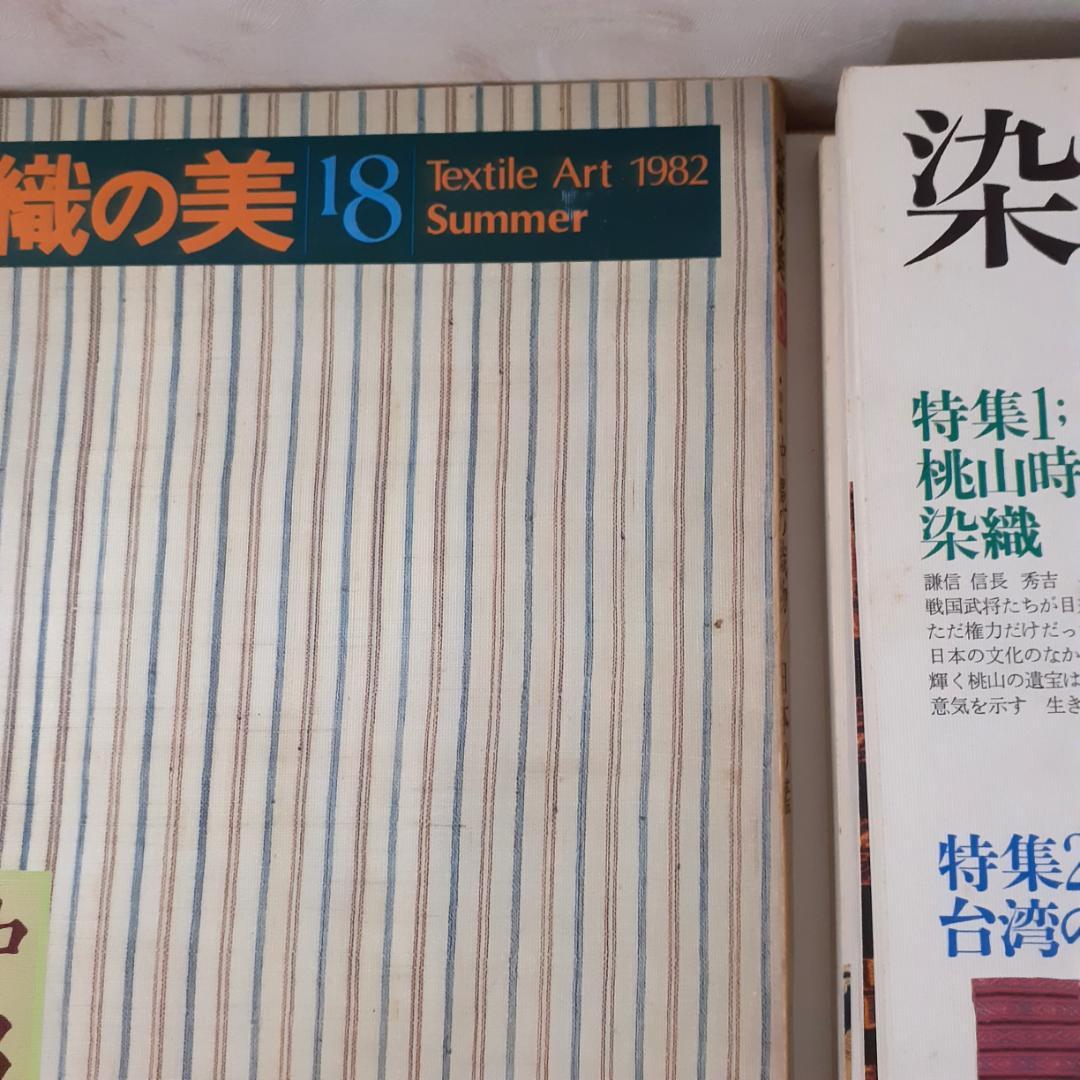 織の美 18 Textile Art 1982
Summer
染
特集1;
桃山時
染織
謙信 信長 秀吉
戦国武将たちが目
ただ権力だけだっ
日本の文化のなか
輝く桃山の遺宝は
意気を示す 生き
特集2
台湾の